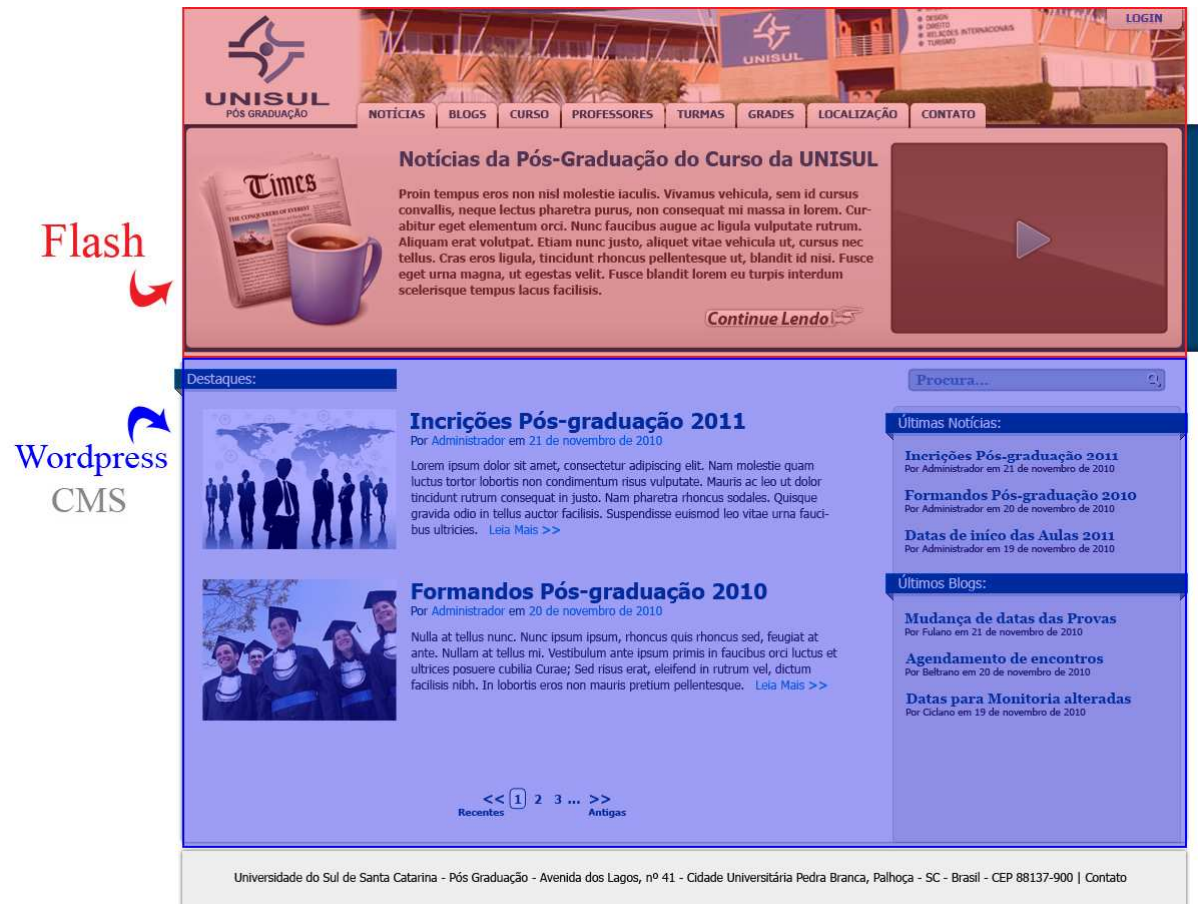 LOGIN
DESIGN
DIREITO
RELAÇÕES INTERNACIONAIS
TURISMO
UNISUL
UNISUL
PÓS GRADUAÇÃO
NOTÍCIAS BLOGS CURSO PROFESSORES TURMAS GRADES LOCALIZAÇÃO CONTATO
Notícias da Pós-Graduação do Curso da UNISUL
Times
THE CONQUERORS OF EVEREST
Proin tempus eros non nisl molestie iaculis. Vivamus vehicula, sem id cursus
convallis, neque lectus pharetra purus, non consequat mi massa in lorem. Cur-
abitur eget elementum orci. Nunc faucibus augue ac ligula vulputate rutrum.
Aliquam erat volutpat. Etiam nunc justo, aliquet vitae vehicula ut, cursus nec
tellus. Cras eros ligula, tincidunt rhoncus pellentesque ut, blandit id nisi. Fusce
eget urna magna, ut egestas velit. Fusce blandit lorem eu turpis interdum
scelerisque tempus lacus facilisis.
Continue Lendo
Flash
Wordpress
CMS
Destaques:
Procura...
Incrições Pós-graduação 2011
Por Administrador em 21 de novembro de 2010
Lorem ipsum dolor sit amet, consectetur adipiscing elit. Nam molestie quam
luctus tortor lobortis non condimentum risus vulputate. Mauris ac leo ut dolor
tincidunt rutrum consequat in justo. Nam pharetra rhoncus sodales. Quisque
gravida odio in tellus auctor facilisis. Suspendisse euismod leo vitae urna fauci-
bus ultricies. Leia Mais >>
Formandos Pós-graduação 2010
Por Administrador em 20 de novembro de 2010
Nulla at tellus nunc. Nunc ipsum ipsum, rhoncus quis rhoncus sed, feugiat at
ante. Nullam at tellus mi. Vestibulum ante ipsum primis in faucibus orci luctus et
ultrices posuere cubilia Curae; Sed risus erat, eleifend in rutrum vel, dictum
facilisis nibh. In lobortis eros non mauris pretium pellentesque. Leia Mais >>
<< 1 2 3 ... >>
Recentes Antigas
Últimas Notícias:
Incrições Pós-graduação 2011
Por Administrador em 21 de novembro de 2010
Formandos Pós-graduação 2010
Por Administrador em 20 de novembro de 2010
Datas de iníco das Aulas 2011
Por Administrador em 19 de novembro de 2010
Últimos Blogs:
Mudança de datas das Provas
Por Fulano em 21 de novembro de 2010
Agendamento de encontros
Por Beltrano em 20 de novembro de 2010
Datas para Monitoria alteradas
Por Ciclano em 19 de novembro de 2010
Universidade do Sul de Santa Catarina - Pós Graduação - Avenida dos Lagos, nº 41 - Cidade Universitária Pedra Branca, Palhoça - SC - Brasil - CEP 88137-900 | Contato